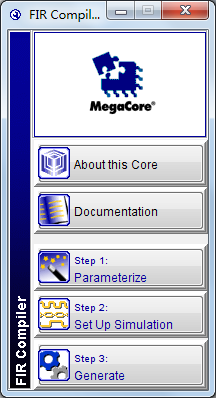 FIR Compil...
MegaCore®
About this Core
Documentation
Step 1:
Parameterize
Step 2:
Set Up Simulation
Step 3:
Generate
FIR Compiler